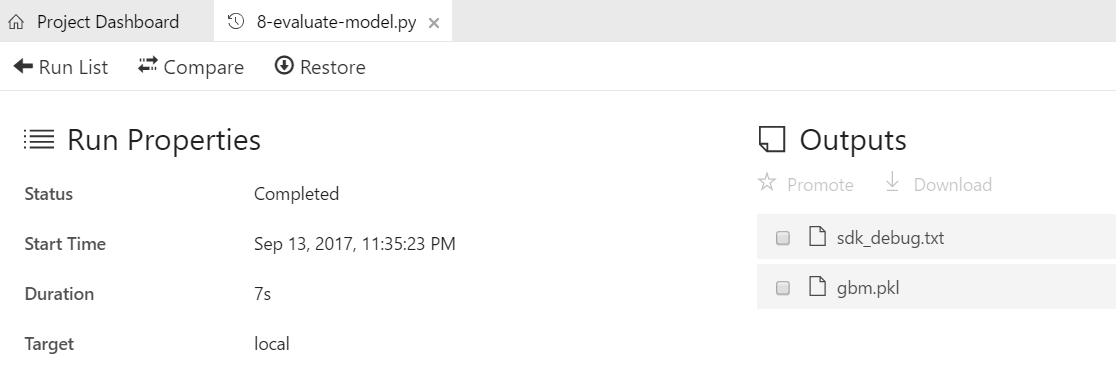 Project Dashboard 8-evaluate-model.py
Run List Compare Restore
Run Properties
Status Completed
Start Time Sep 13, 2017, 11:35:23 PM
Duration 7s
Target local
Outputs
Promote Download
sdk_debug.txt
gbm.pkl